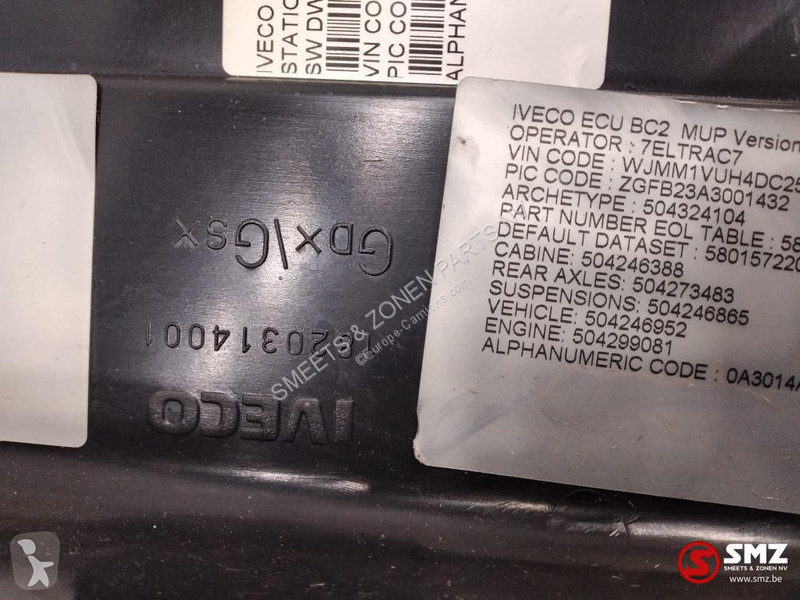 IVECO
STATIC
SW DW
VIN CO
PIC CO
ALPHAN
IVECO ECU BC2 MUP Version
OPERATOR : 7ELTRAC7
VIN CODE : WJMM1VUH4DC25
PIC CODE : ZGFB23A3001432
ARCHETYPE : 504324104
PART NUMBER EOL TABLE : 58
DEFAULT DATASET : 580157220
CABINE: 504246388
REAR AXLES: 504273483
SUSPENSIONS: 504246865
VEHICLE: 504246952
ENGINE: 504299081
ALPHANUMERIC CODE : 0A3014A
GDX/GSX
1820314001
IVECO
SMEETS & ZONEN PARTS
©Europe-Camions.com
SMZ
SMEETS & ZONEN NV
www.smz.be